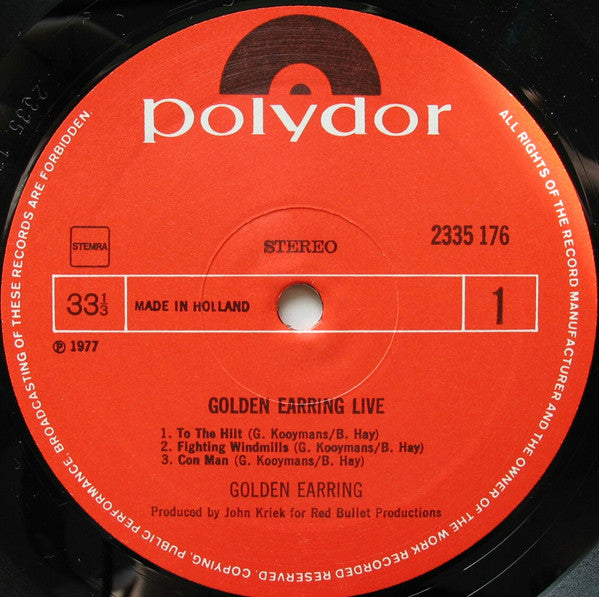 polydor
STEMRA
STEREO
2335 176
33⅓
MADE IN HOLLAND
1
℗ 1977
GOLDEN EARRING LIVE
1. To The Hilt (G. Kooymans/B. Hay)
2. Fighting Windmills (G. Kooymans/B. Hay)
3. Con Man (G. Kooymans/B. Hay)
GOLDEN EARRING
Produced by John Kriek for Red Bullet Productions
ALL RIGHTS OF THE RECORD MANUFACTURER AND THE OWNER OF THE WORK RECORDED RESERVED. COPYING, PUBLIC PERFORMANCE, BROADCASTING OF THESE RECORDS ARE FORBIDDEN